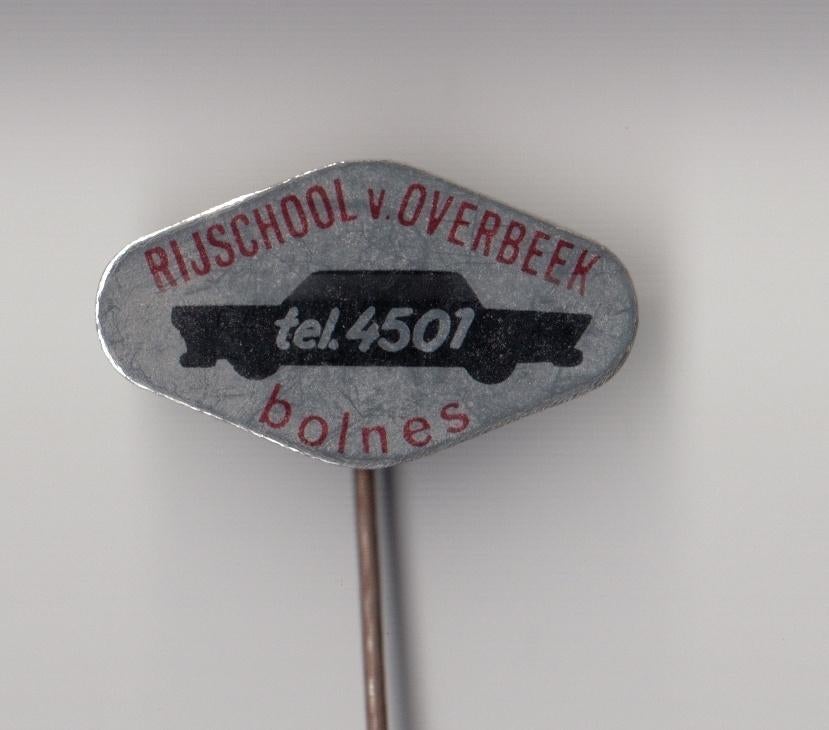 RIJSCHOOL v. OVERBEEK
tel. 4501
bolnes